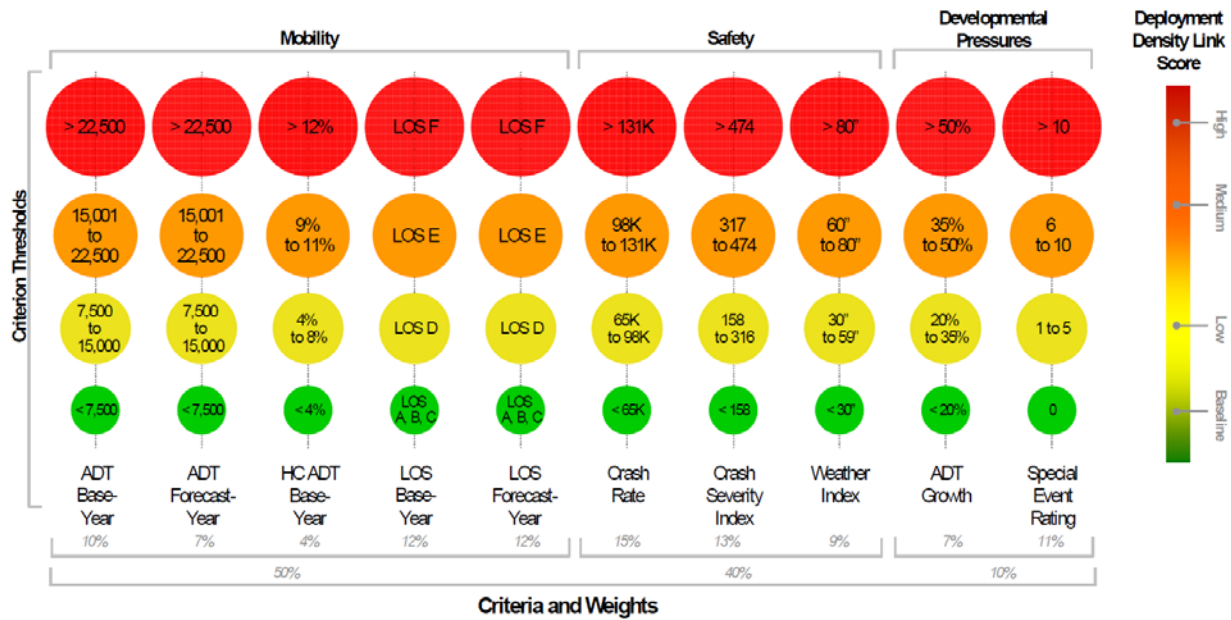 Mobility
Safety
Developmental
Pressures
Deployment
Density Link
Score
Criterion Thresholds
> 22,500
> 22,500
> 12%
LOS F
LOS F
> 131K
> 474
> 80”
> 50%
> 10
15,001
to
22,500
15,001
to
22,500
9%
to 11%
LOS E
LOS E
98K
to 131K
317
to 474
60”
to 80”
35%
to 50%
6
to 10
7,500
to
15,000
7,500
to
15,000
4%
to 8%
LOS D
LOS D
65K
to 98K
158
to 316
30”
to 59”
20%
to 35%
1 to 5
< 7,500
< 7,500
< 4%
LOS
A, B, C
LOS
A, B, C
< 65K
< 158
< 30”
< 20%
0
High
Medium
Low
Baseline
ADT
Base-
Year
ADT
Forecast-
Year
HC ADT
Base-
Year
LOS
Base-
Year
LOS
Forecast-
Year
Crash
Rate
Crash
Severity
Index
Weather
Index
ADT
Growth
Special
Event
Rating
10%
7%
4%
12%
12%
15%
13%
9%
7%
11%
50%
40%
10%
Criteria and Weights